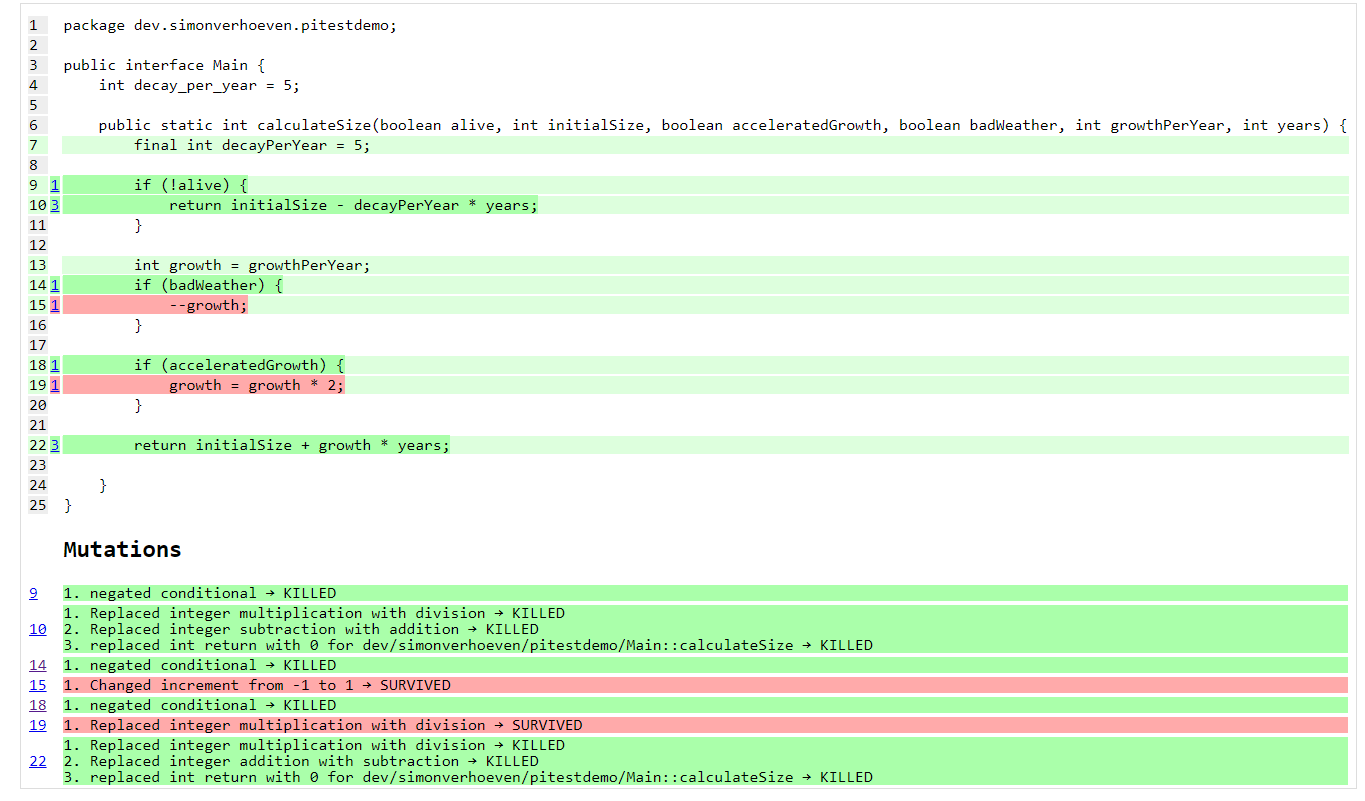 1 package dev.simonverhoeven.pitestdemo;
2
3 public interface Main {
4 int decay_per_year = 5;
5
6 public static int calculateSize(boolean alive, int initialSize, boolean acceleratedGrowth, boolean badWeather, int growthPerYear, int years) {
7 final int decayPerYear = 5;
8
9 1 if (!alive) {
10 3 return initialSize - decayPerYear * years;
11 }
12
13 int growth = growthPerYear;
14 1 if (badWeather) {
15 1 --growth;
16 }
17
18 1 if (acceleratedGrowth) {
19 1 growth = growth * 2;
20 }
21
22 3 return initialSize + growth * years;
23
24 }
25 }
Mutations
9 1. negated conditional → KILLED
1. Replaced integer multiplication with division → KILLED
10 2. Replaced integer subtraction with addition → KILLED
3. replaced int return with 0 for dev/simonverhoeven/pitestdemo/Main::calculateSize → KILLED
14 1. negated conditional → KILLED
15 1. Changed increment from -1 to 1 → SURVIVED
18 1. negated conditional → KILLED
19 1. Replaced integer multiplication with division → SURVIVED
1. Replaced integer multiplication with division → KILLED
22 2. Replaced integer addition with subtraction → KILLED
3. replaced int return with 0 for dev/simonverhoeven/pitestdemo/Main::calculateSize → KILLED